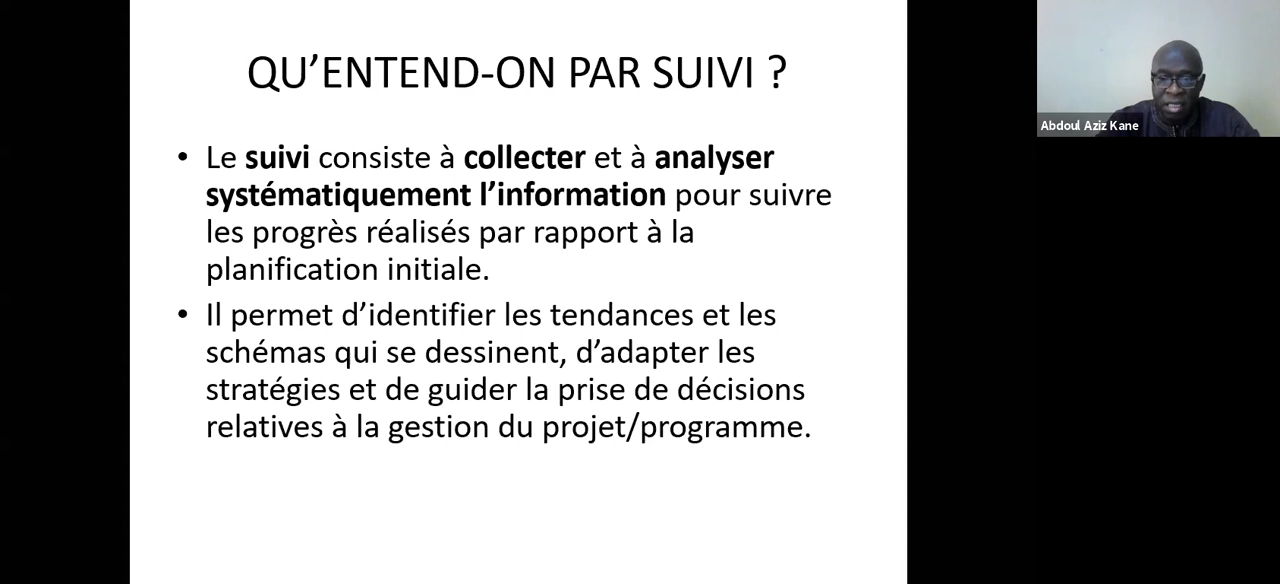 QU’ENTEND-ON PAR SUIVI ?
• Le suivi consiste à collecter et à analyser
systématiquement l’information pour suivre
les progrès réalisés par rapport à la
planification initiale.
• Il permet d’identifier les tendances et les
schémas qui se dessinent, d’adapter les
stratégies et de guider la prise de décisions
relatives à la gestion du projet/programme.
Abdoul Aziz Kane